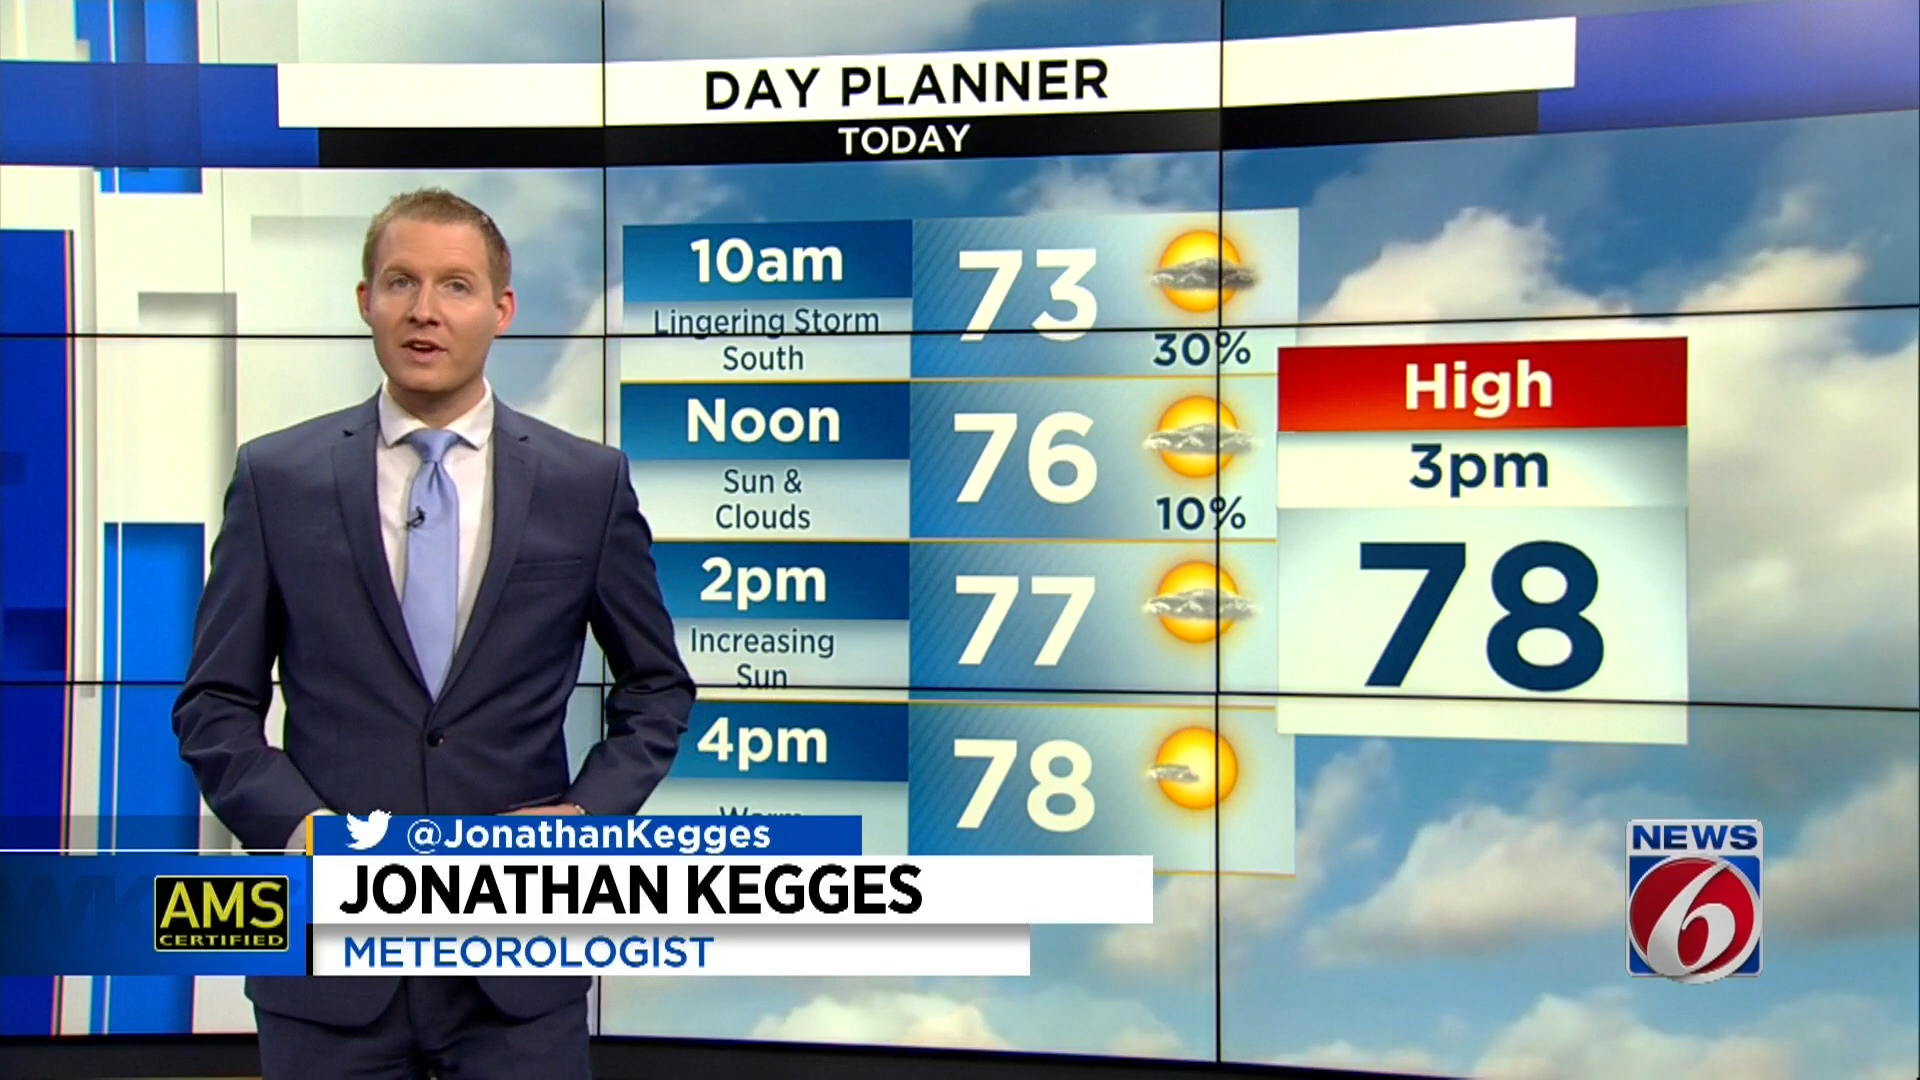 DAY PLANNER
TODAY
10am
Lingering Storm
South
73
30%
Noon
Sun &
Clouds
76
10%
2pm
Increasing
Sun
77
4pm
Warm
78
High
3pm
78
@JonathanKegges
JONATHAN KEGGES
METEOROLOGIST
AMS
CERTIFIED
NEWS
6